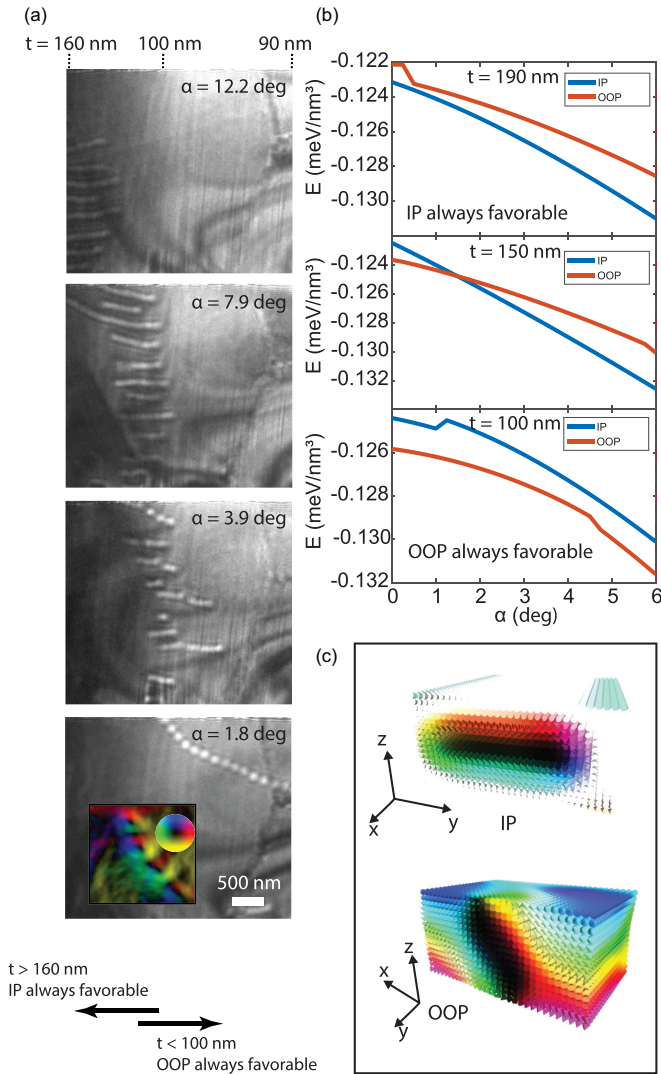 (a)
t = 160 nm 100 nm 90 nm
α = 12.2 deg
α = 7.9 deg
α = 3.9 deg
α = 1.8 deg
500 nm
t > 160 nm
IP always favorable
t < 100 nm
OOP always favorable
(b)
-0.122
-0.124
-0.126
-0.128
-0.130
E (meV/nm³)
t = 190 nm
IP
OOP
IP always favorable
-0.124
-0.126
-0.128
-0.130
-0.132
E (meV/nm³)
t = 150 nm
IP
OOP
-0.126
-0.128
-0.130
-0.132
E (meV/nm³)
t = 100 nm
IP
OOP
OOP always favorable
0 1 2 3 4 5 6
α (deg)
(c)
z
x
y
IP
z
x
y
OOP